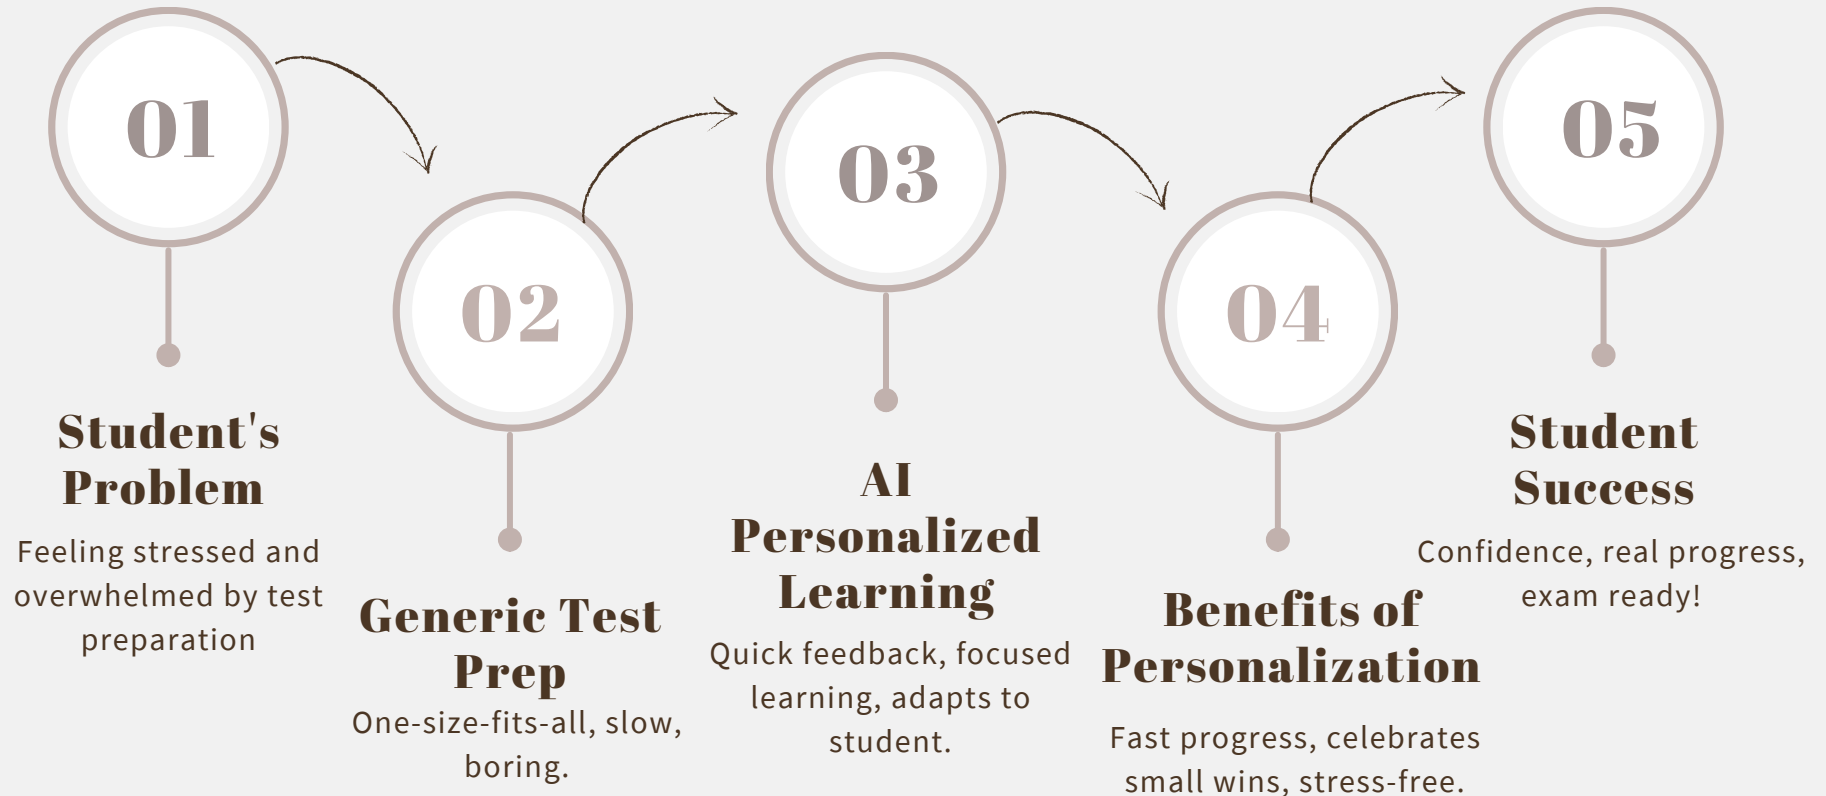 01
Student's
Problem
Feeling stressed and
overwhelmed by test
preparation
02
Generic Test
Prep
One-size-fits-all, slow,
boring.
03
AI
Personalized
Learning
Quick feedback, focused
learning, adapts to
student.
04
Benefits of
Personalization
Fast progress, celebrates
small wins, stress-free.
05
Student
Success
Confidence, real progress,
exam ready!